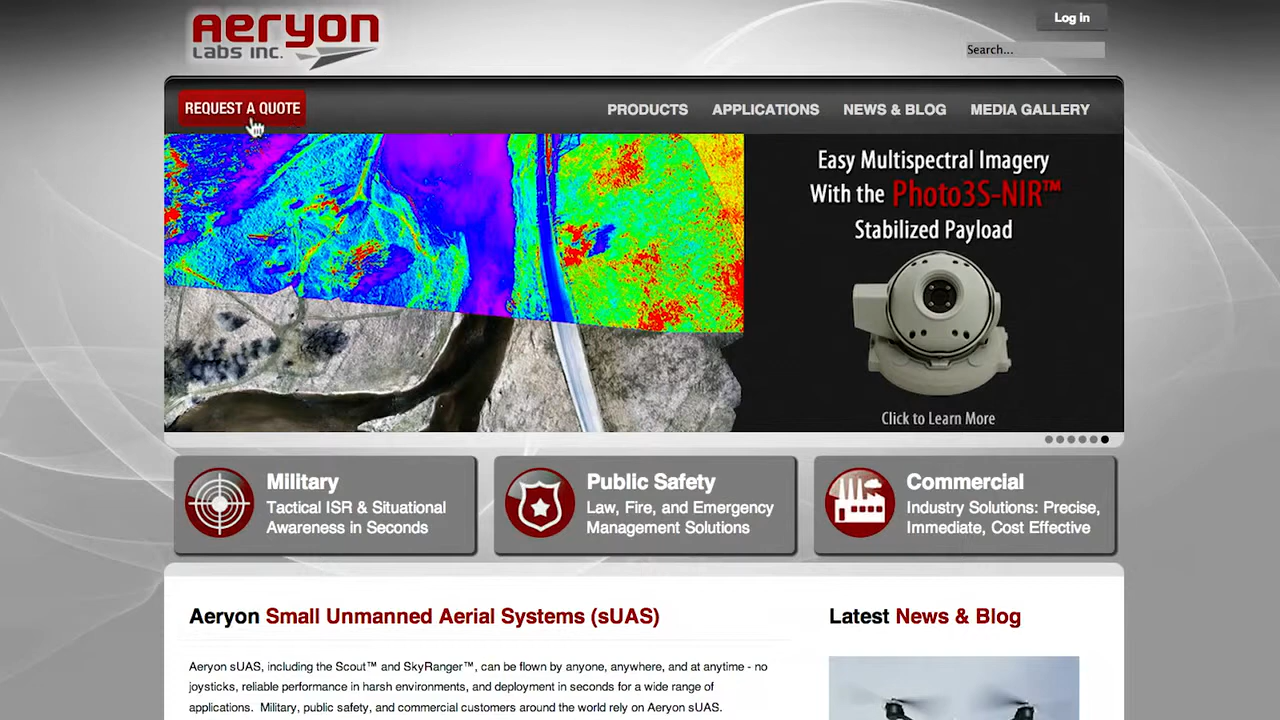 aeryon
Labs Inc.
Log in
Search...
REQUEST A QUOTE
PRODUCTS
APPLICATIONS
NEWS & BLOG
MEDIA GALLERY
Easy Multispectral Imagery
With the Photo3S-NIR™
Stabilized Payload
Click to Learn More
Military
Tactical ISR & Situational
Awareness in Seconds
Public Safety
Law, Fire, and Emergency
Management Solutions
Commercial
Industry Solutions: Precise,
Immediate, Cost Effective
Aeryon Small Unmanned Aerial Systems (sUAS)
Aeryon sUAS, including the Scout™ and SkyRanger™, can be flown by anyone, anywhere, and at anytime - no
joysticks, reliable performance in harsh environments, and deployment in seconds for a wide range of
applications. Military, public safety, and commercial customers around the world rely on Aeryon sUAS.
Latest News & Blog